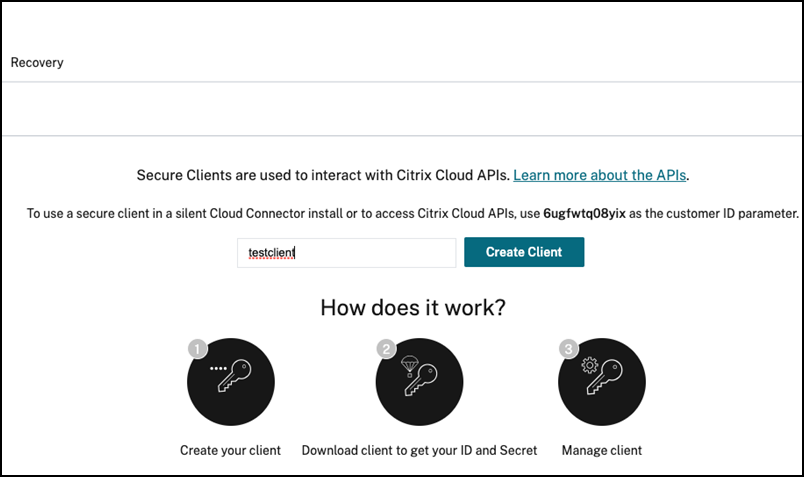 Recovery
Secure Clients are used to interact with Citrix Cloud APIs. Learn more about the APIs.
To use a secure client in a silent Cloud Connector install or to access Citrix Cloud APIs, use 6ugfwtq08yix as the customer ID parameter.
testclient
Create Client
How does it work?
1
2
3
Create your client
Download client to get your ID and Secret
Manage client